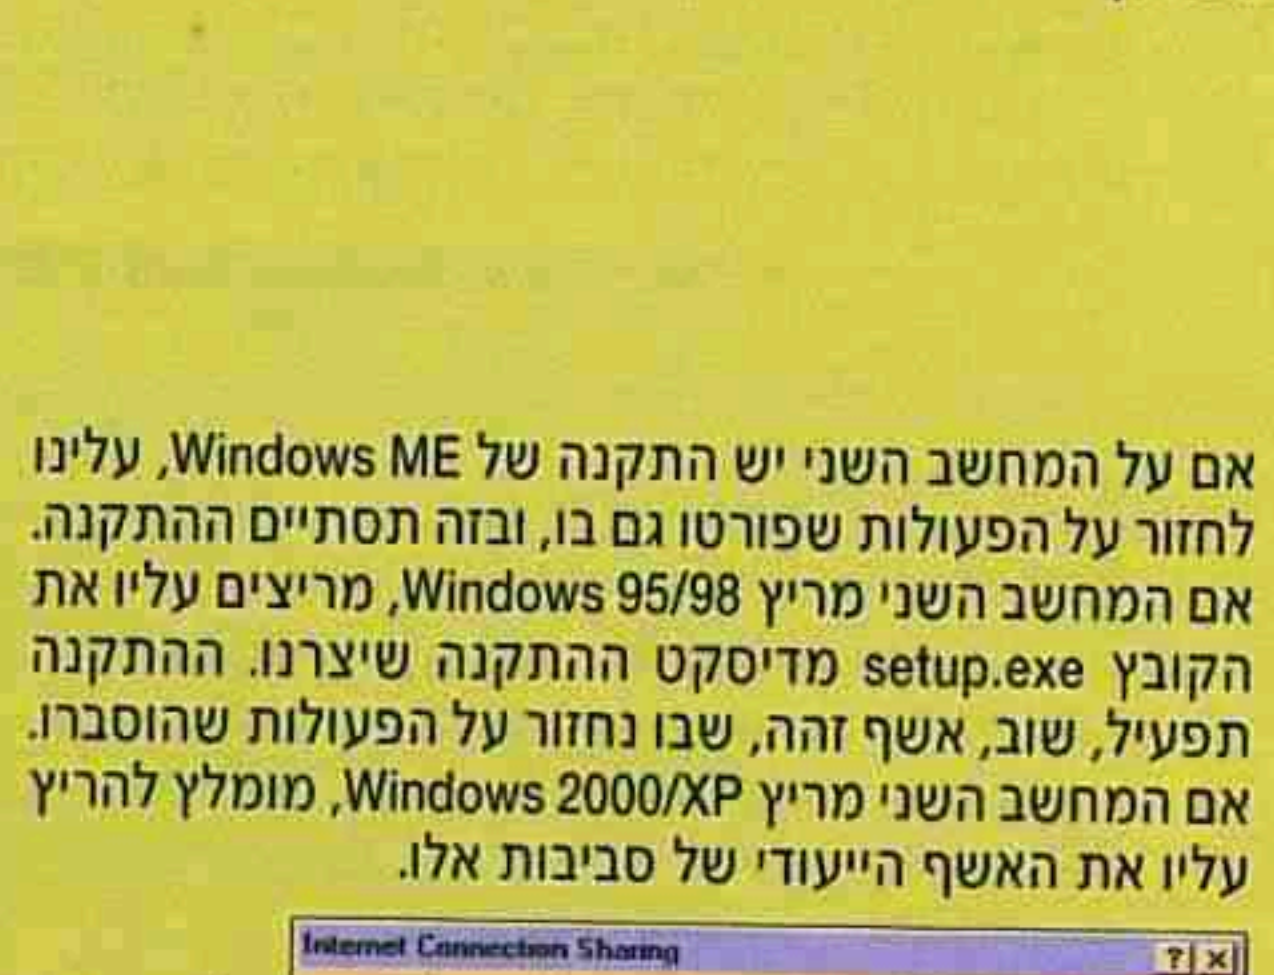 אם על המחשב השני יש התקנה של Windows ME, עלינו
לחזור על הפעולות שפורטו גם בו, ובזה תסתיים ההתקנה.
אם המחשב השני מריץ Windows 95/98, מריצים עליו את
הקובץ setup.exe מדיסקט ההתקנה שיצרנו. ההתקנה
תפעיל, שוב, אשף זהה, שבו נחזור על הפעולות שהוסברו.
אם המחשב השני מריץ Windows 2000/XP, מומלץ להריץ
עליו את האשף הייעודי של סביבות אלו.
Internet Connection Sharing